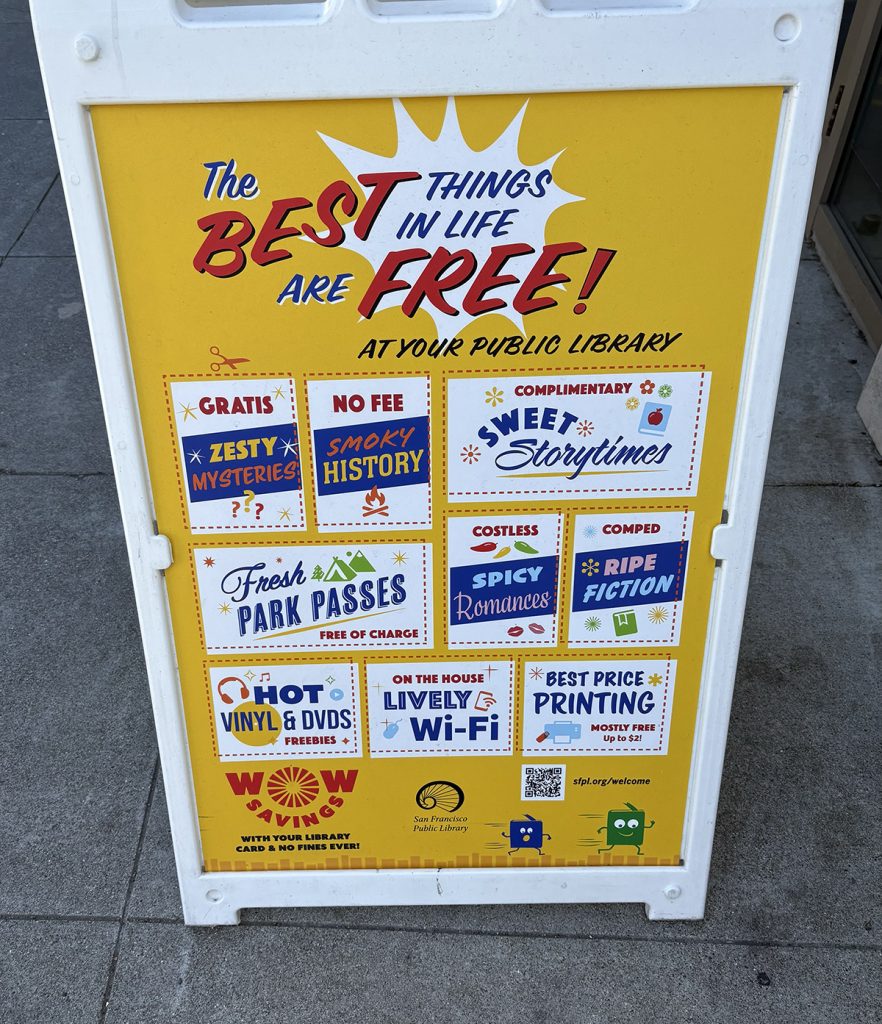 The
BEST THINGS
IN LIFE
ARE FREE!
AT YOUR PUBLIC LIBRARY
GRATIS
ZESTY
MYSTERIES
???
NO FEE
SMOKY
HISTORY
COMPLIMENTARY
SWEET
Storytimes
Fresh
PARK PASSES
FREE OF CHARGE
COSTLESS
SPICY
Romances
COMPED
RIPE
FICTION
HOT
VINYL & DVDS
FREEBIES
ON THE HOUSE
LIVELY
Wi-Fi
BEST PRICE
PRINTING
MOSTLY FREE
Up to $2!
WOW
SAVINGS
WITH YOUR LIBRARY
CARD & NO FINES EVER!
San Francisco
Public Library
sfpl.org/welcome